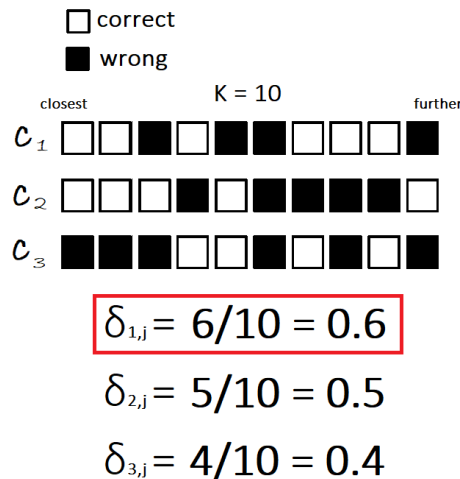 correct
wrong
closest K = 10 further
c₁
c₂
c₃
δ₁,ⱼ = 6/10 = 0.6
δ₂,ⱼ = 5/10 = 0.5
δ₃,ⱼ = 4/10 = 0.4